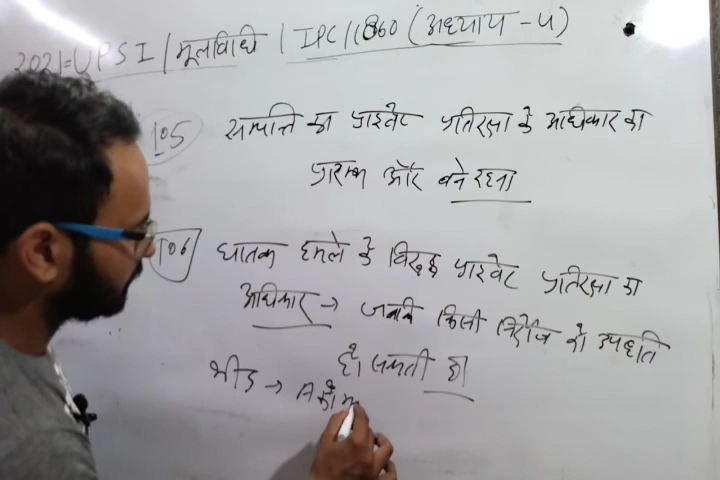 2021=UPSI / मूलविधि / IPC 1860 (अध्याय - 4)
105 सम्पत्ति का प्राइवेट प्रतिरक्षा के अधिकार का
प्रारम्भ और बने रहना
106 घातक हमले के विरुद्ध प्राइवेट प्रतिरक्षा का
अधिकार → जबकि किसी निर्दोष को उपहति
हो सकती हो
भीड़ → A को